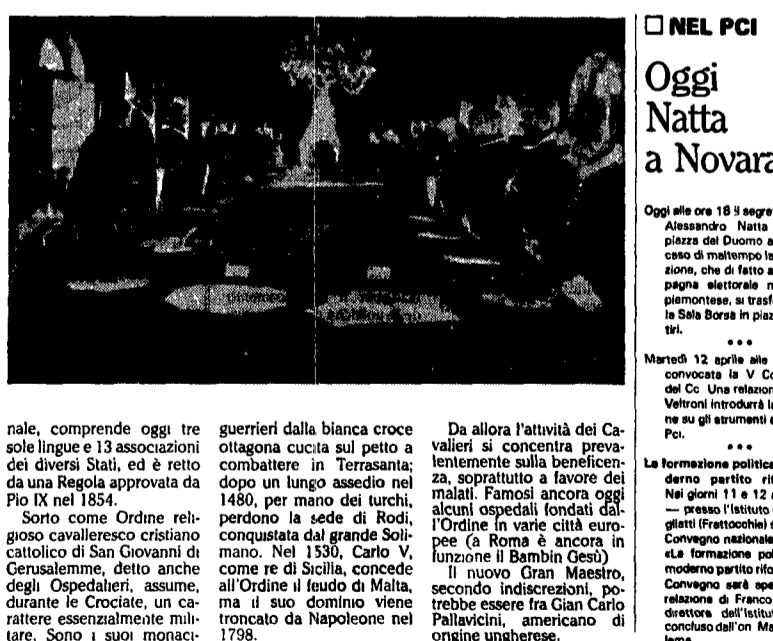 nale, comprende oggi tre
sole lingue e 13 associazioni
dei diversi Stati, ed è retto
da una Regola approvata da
Pio IX nel 1854.
Sorto come Ordine reli-
gioso cavalleresco cristiano
cattolico di San Giovanni di
Gerusalemme, detto anche
degli Ospedalieri, assume,
durante le Crociate, un ca-
rattere essenzialmente mili-
tare. Sono i suoi monaci-
guerrieri dalla bianca croce
ottagona cucita sul petto a
combattere in Terrasanta;
dopo un lungo assedio nel
1480, per mano dei turchi,
perdono la sede di Rodi,
conquistata dal grande Soli-
mano. Nel 1530, Carlo V,
come re di Sicilia, concede
all'Ordine il feudo di Malta,
ma il suo dominio viene
troncato da Napoleone nel
1798.
Da allora l'attività dei Ca-
valieri si concentra preva-
lentemente sulla beneficen-
za, soprattutto a favore dei
malati. Famosi ancora oggi
alcuni ospedali fondati dal-
l'Ordine in varie città euro-
pee (a Roma è ancora in
funzione il Bambin Gesù)
Il nuovo Gran Maestro,
secondo indiscrezioni, po-
trebbe essere fra Gian Carlo
Pallavicini, americano di
origine ungherese.
NEL PCI
Oggi
Natta
a Novara
Oggi alle ore 18 il segre
Alessandro Natta
piazza del Duomo a
caso di maltempo la
zione, che di fatto a
pagna elettorale n
piemontese, si trasf
la Sala Borsa in piaz
tiri.
Martedì 12 aprile alle
convocata la V Co
del Cc Una relazion
Veltroni introdurrà la
ne su gli strumenti
Pci.
La formazione politica
derno partito rif
Nei giorni 11 e 12
— presso l'Istituto
gliatti (Frattocchie) s
Convegno nazionale
«La formazione pol
moderno partito rifo
Convegno sarà ape
relazione di Franco
direttore dell'Istitut
concluso dall'on Ma